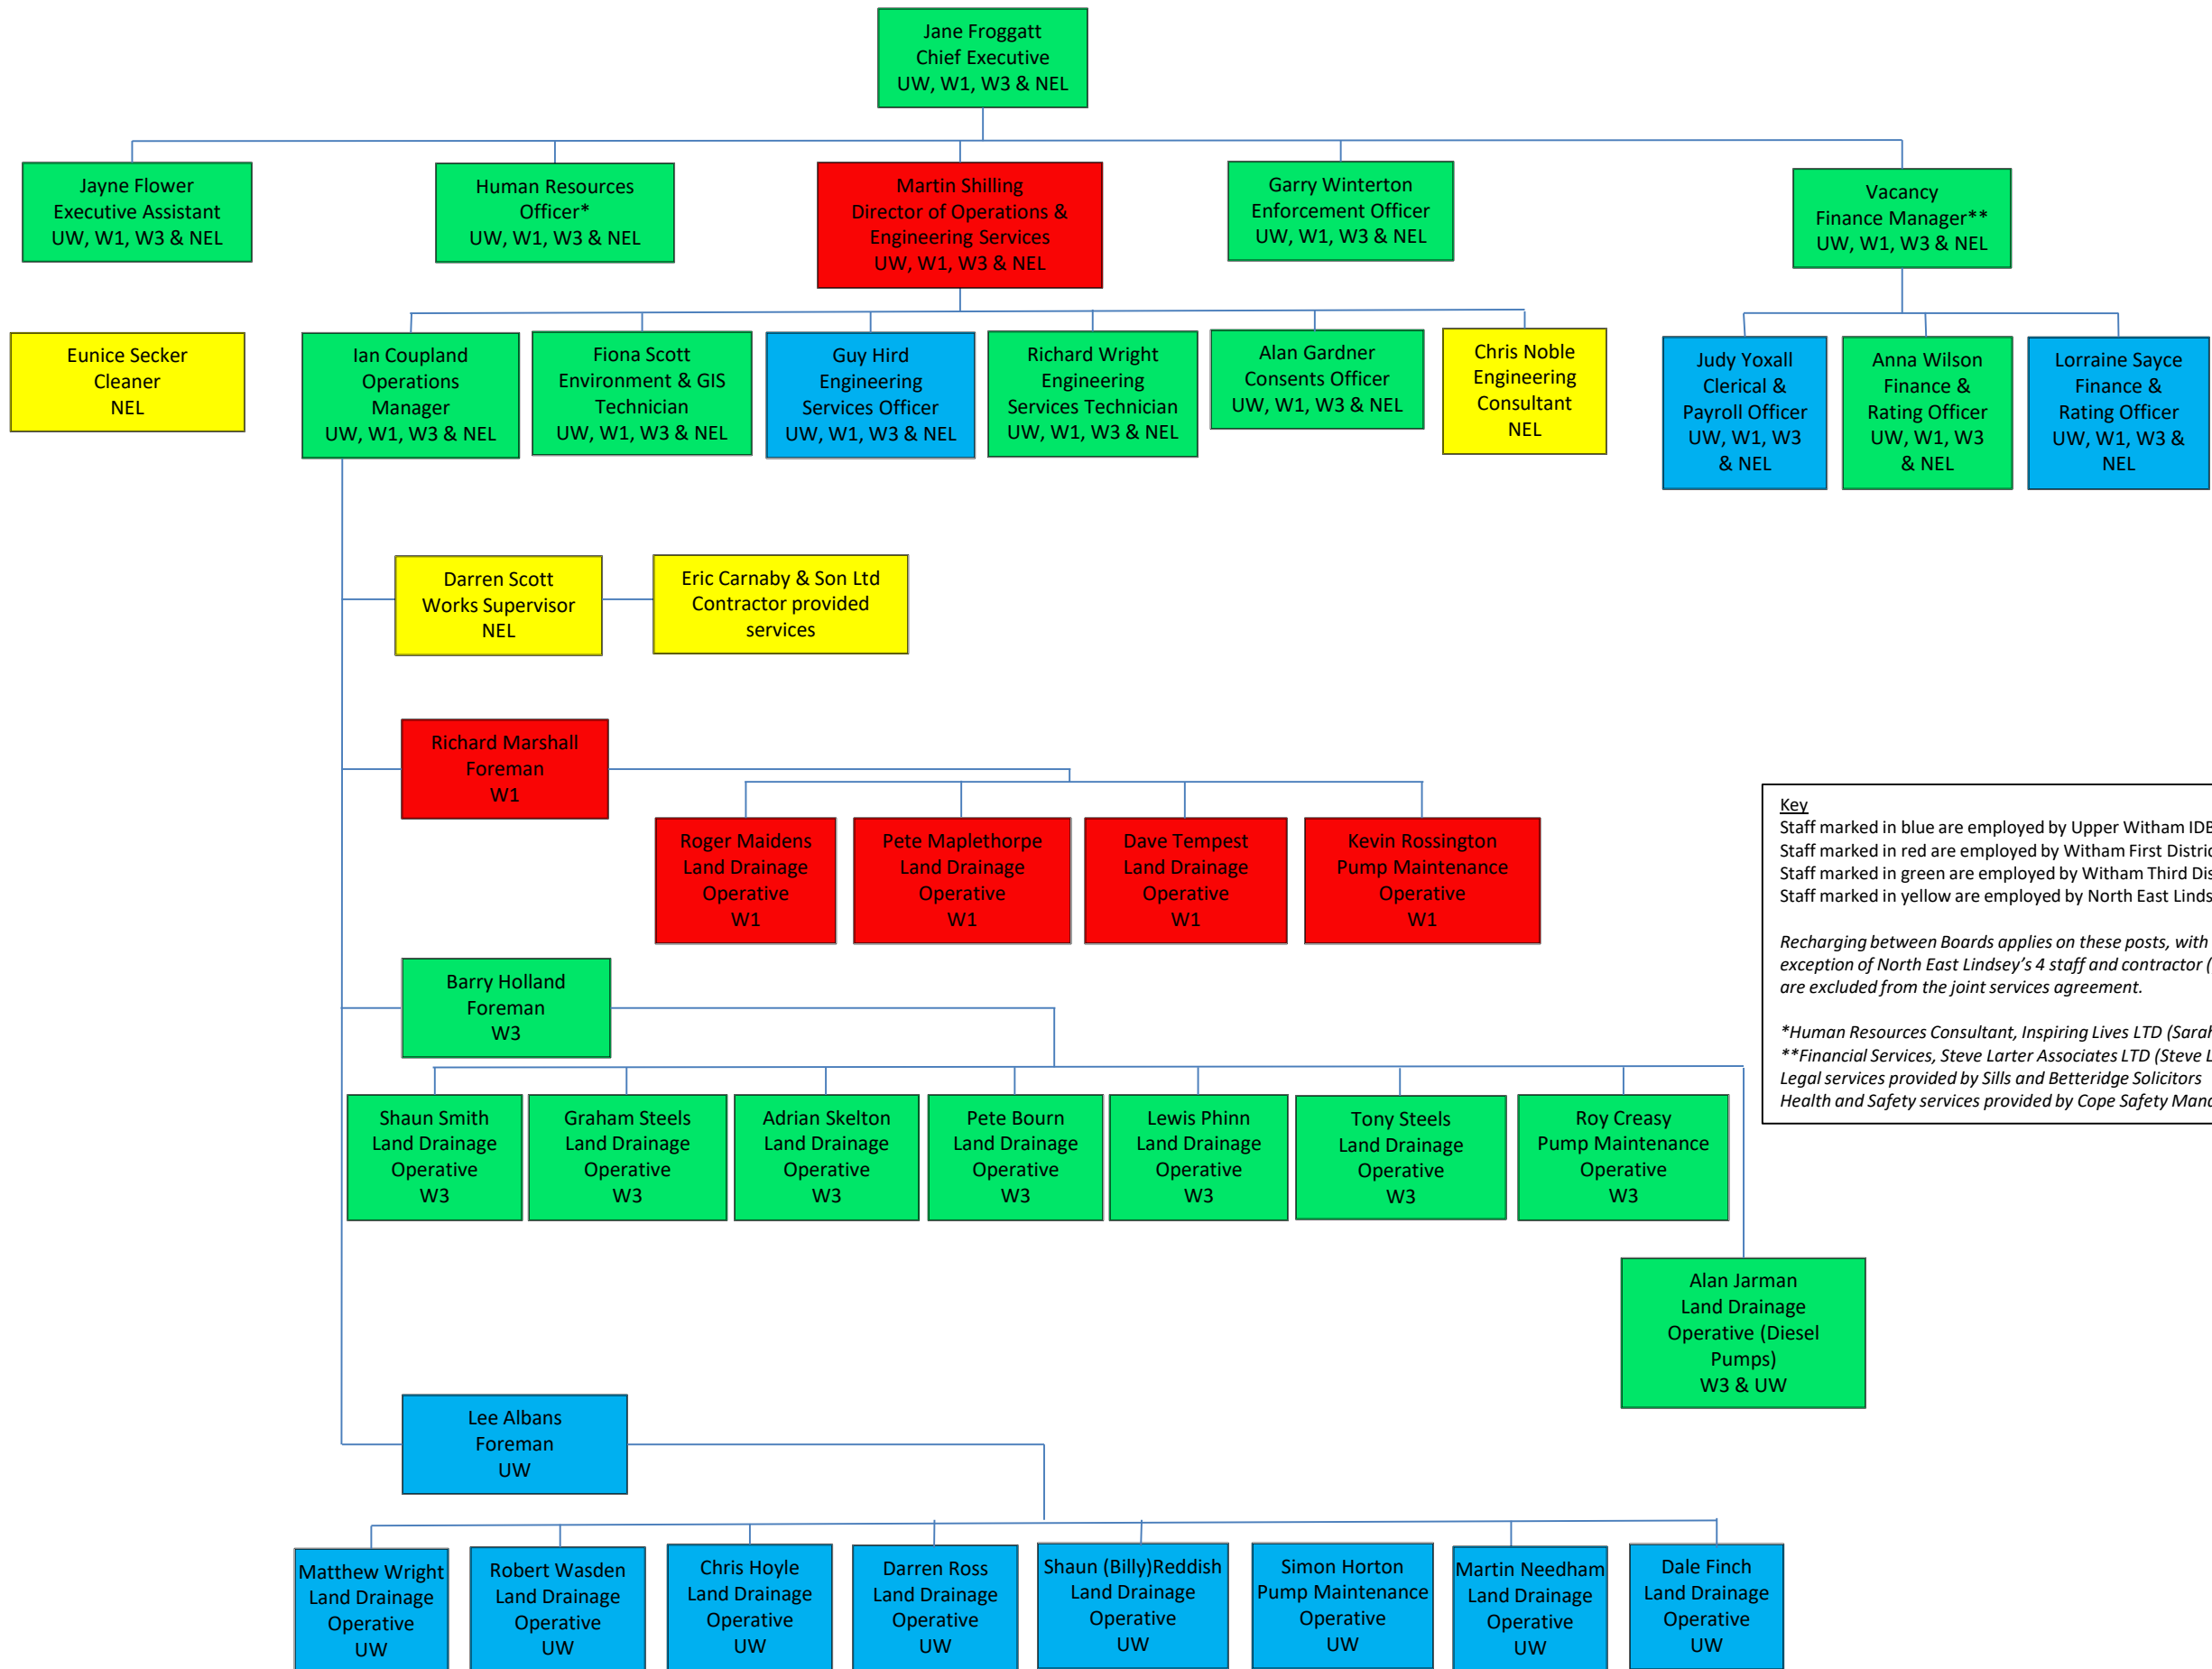 Jane Froggatt
Chief Executive
UW, W1, W3 & NEL
Jayne Flower
Executive Assistant
UW, W1, W3 & NEL
Human Resources
Officer*
UW, W1, W3 & NEL
Martin Shilling
Director of Operations &
Engineering Services
UW, W1, W3 & NEL
Garry Winterton
Enforcement Officer
UW, W1, W3 & NEL
Vacancy
Finance Manager**
UW, W1, W3 & NEL
Eunice Secker
Cleaner
NEL
Ian Coupland
Operations
Manager
UW, W1, W3 & NEL
Fiona Scott
Environment & GIS
Technician
UW, W1, W3 & NEL
Guy Hird
Engineering
Services Officer
UW, W1, W3 & NEL
Richard Wright
Engineering
Services Technician
UW, W1, W3 & NEL
Alan Gardner
Consents Officer
UW, W1, W3 & NEL
Chris Noble
Engineering
Consultant
NEL
Judy Yoxall
Clerical &
Payroll Officer
UW, W1, W3
& NEL
Anna Wilson
Finance &
Rating Officer
UW, W1, W3
& NEL
Lorraine Sayce
Finance &
Rating Officer
UW, W1, W3 &
NEL
Darren Scott
Works Supervisor
NEL
Eric Carnaby & Son Ltd
Contractor provided
services
Richard Marshall
Foreman
W1
Roger Maidens
Land Drainage
Operative
W1
Pete Maplethorpe
Land Drainage
Operative
W1
Dave Tempest
Land Drainage
Operative
W1
Kevin Rossington
Pump Maintenance
Operative
W1
Key
Staff marked in blue are employed by Upper Witham IDB
Staff marked in red are employed by Witham First
Staff marked in green are employed by Witham Third
Staff marked in yellow are employed by North East
Recharging between Boards applies on these posts, with
exception of North East Lindsey’s 4 staff and contractor (
are excluded from the joint services agreement.
*Human Resources Consultant, Inspiring Lives LTD (Sarah
**Financial Services, Steve Larter Associates LTD (Steve
Legal services provided by Sills and Betteridge Solicitors
Health and Safety services provided by Cope Safety
Barry Holland
Foreman
W3
Shaun Smith
Land Drainage
Operative
W3
Graham Steels
Land Drainage
Operative
W3
Adrian Skelton
Land Drainage
Operative
W3
Pete Bourn
Land Drainage
Operative
W3
Lewis Phinn
Land Drainage
Operative
W3
Tony Steels
Land Drainage
Operative
W3
Roy Creasy
Pump Maintenance
Operative
W3
Alan Jarman
Land Drainage
Operative (Diesel
Pumps)
W3 & UW
Lee Albans
Foreman
UW
Matthew Wright
Land Drainage
Operative
UW
Robert Wasden
Land Drainage
Operative
UW
Chris Hoyle
Land Drainage
Operative
UW
Darren Ross
Land Drainage
Operative
UW
Shaun (Billy)Reddish
Land Drainage
Operative
UW
Simon Horton
Pump Maintenance
Operative
UW
Martin Needham
Land Drainage
Operative
UW
Dale Finch
Land Drainage
Operative
UW